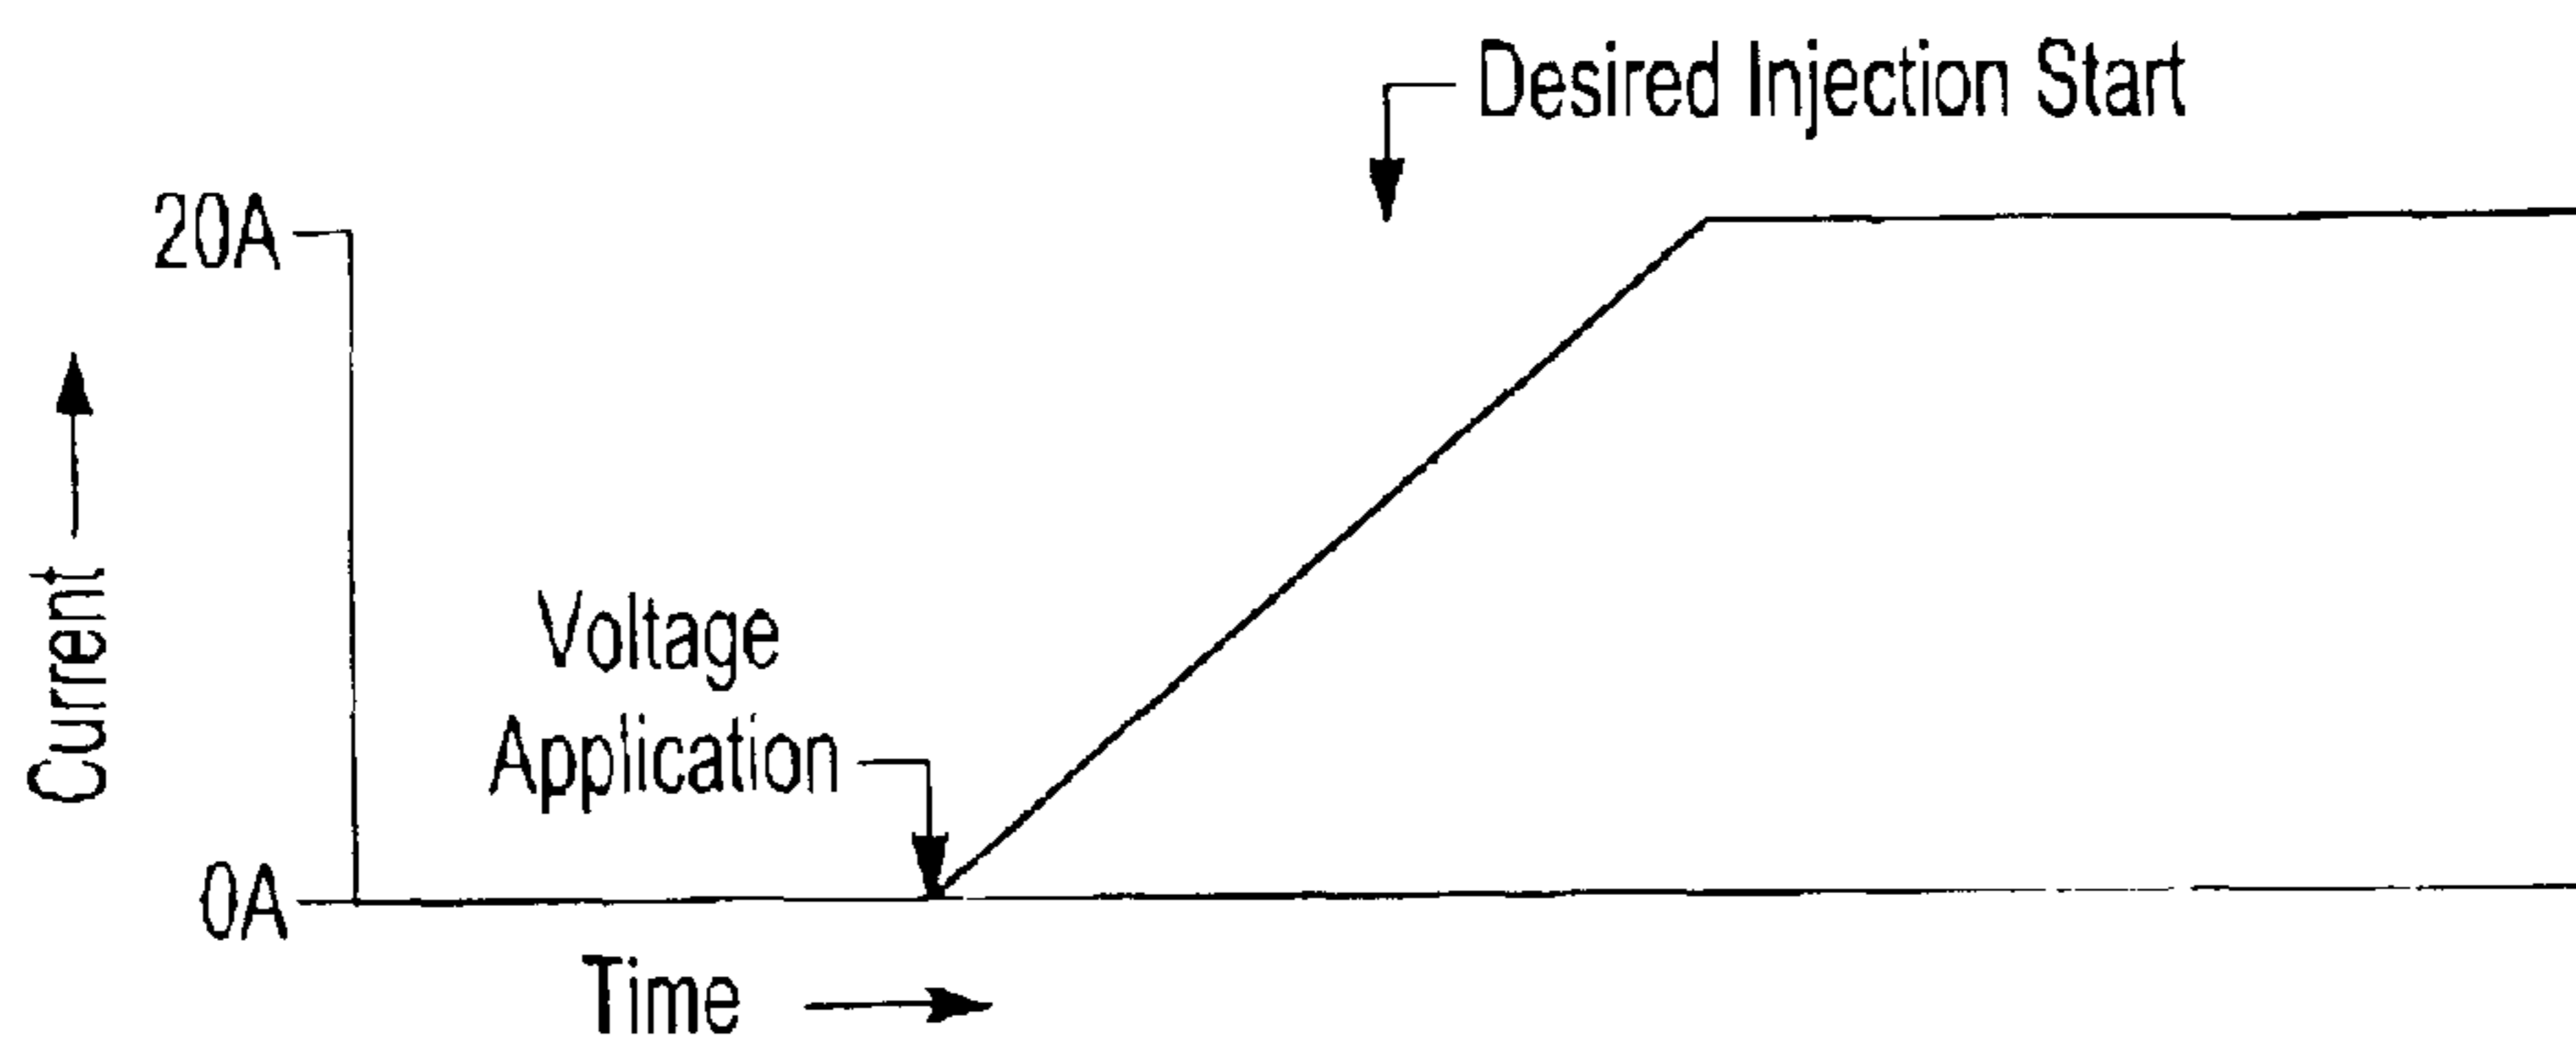 Desired Injection Start
20A
Current
Voltage
Application
0A
Time